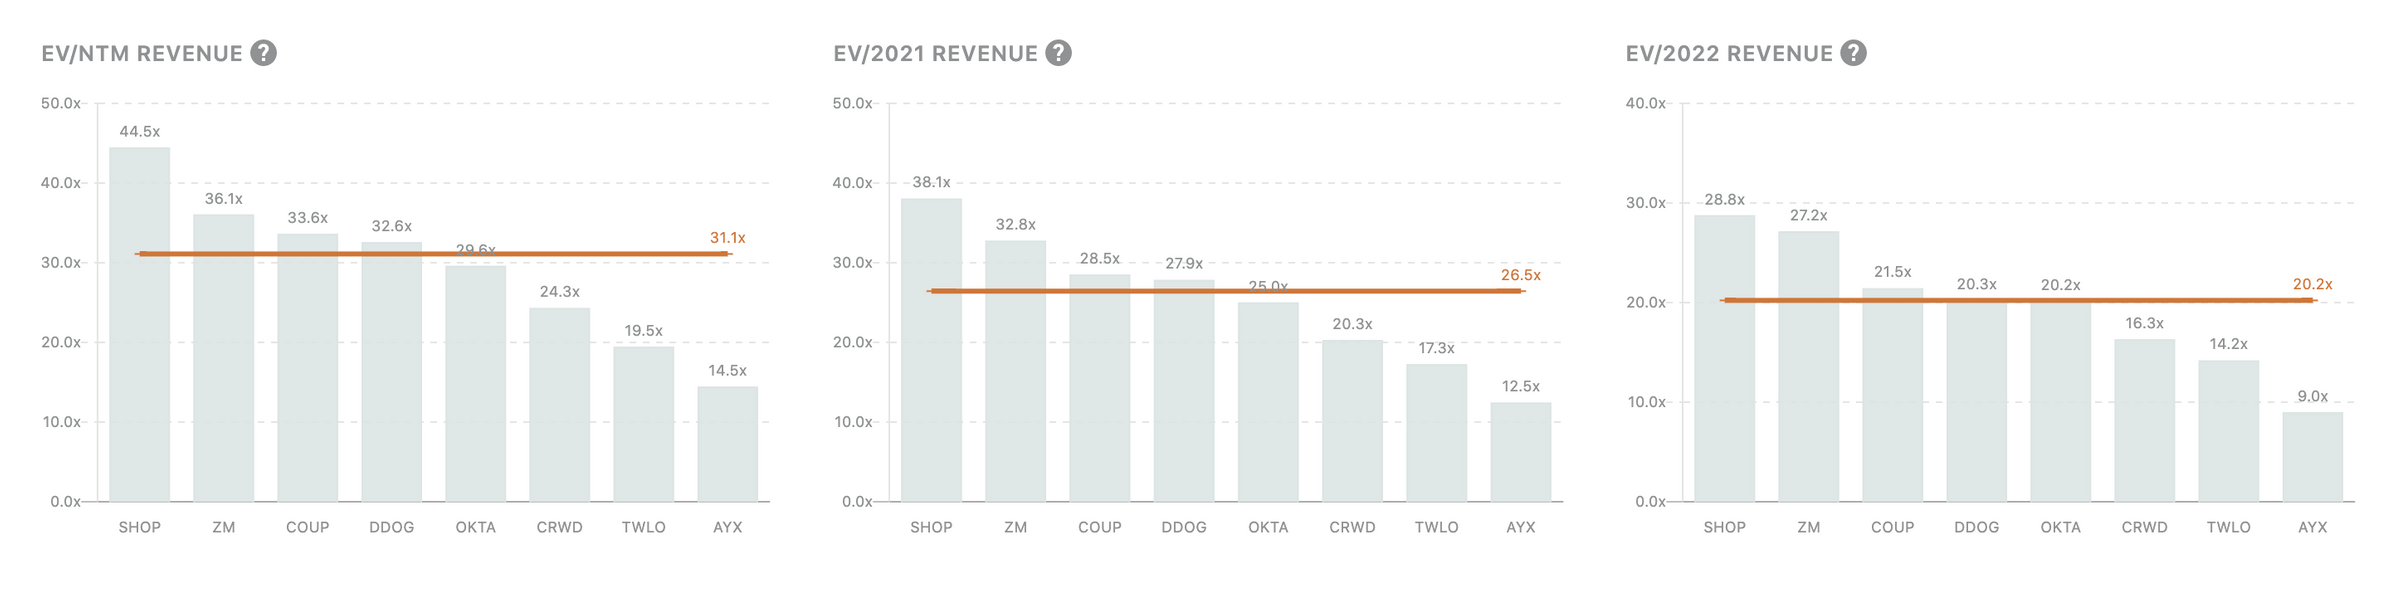 EV/NTM REVENUE ?
50.0x
40.0x
30.0x
20.0x
10.0x
0.0x
44.5x
36.1x
33.6x
32.6x
29.6x
24.3x
19.5x
14.5x
31.1x
SHOP ZM COUP DDOG OKTA CRWD TWLO AYX
EV/2021 REVENUE ?
50.0x
40.0x
30.0x
20.0x
10.0x
0.0x
38.1x
32.8x
28.5x
27.9x
25.0x
20.3x
17.3x
12.5x
26.5x
SHOP ZM COUP DDOG OKTA CRWD TWLO AYX
EV/2022 REVENUE ?
40.0x
30.0x
20.0x
10.0x
0.0x
28.8x
27.2x
21.5x
20.3x
20.2x
16.3x
14.2x
9.0x
20.2x
SHOP ZM COUP DDOG OKTA CRWD TWLO AYX